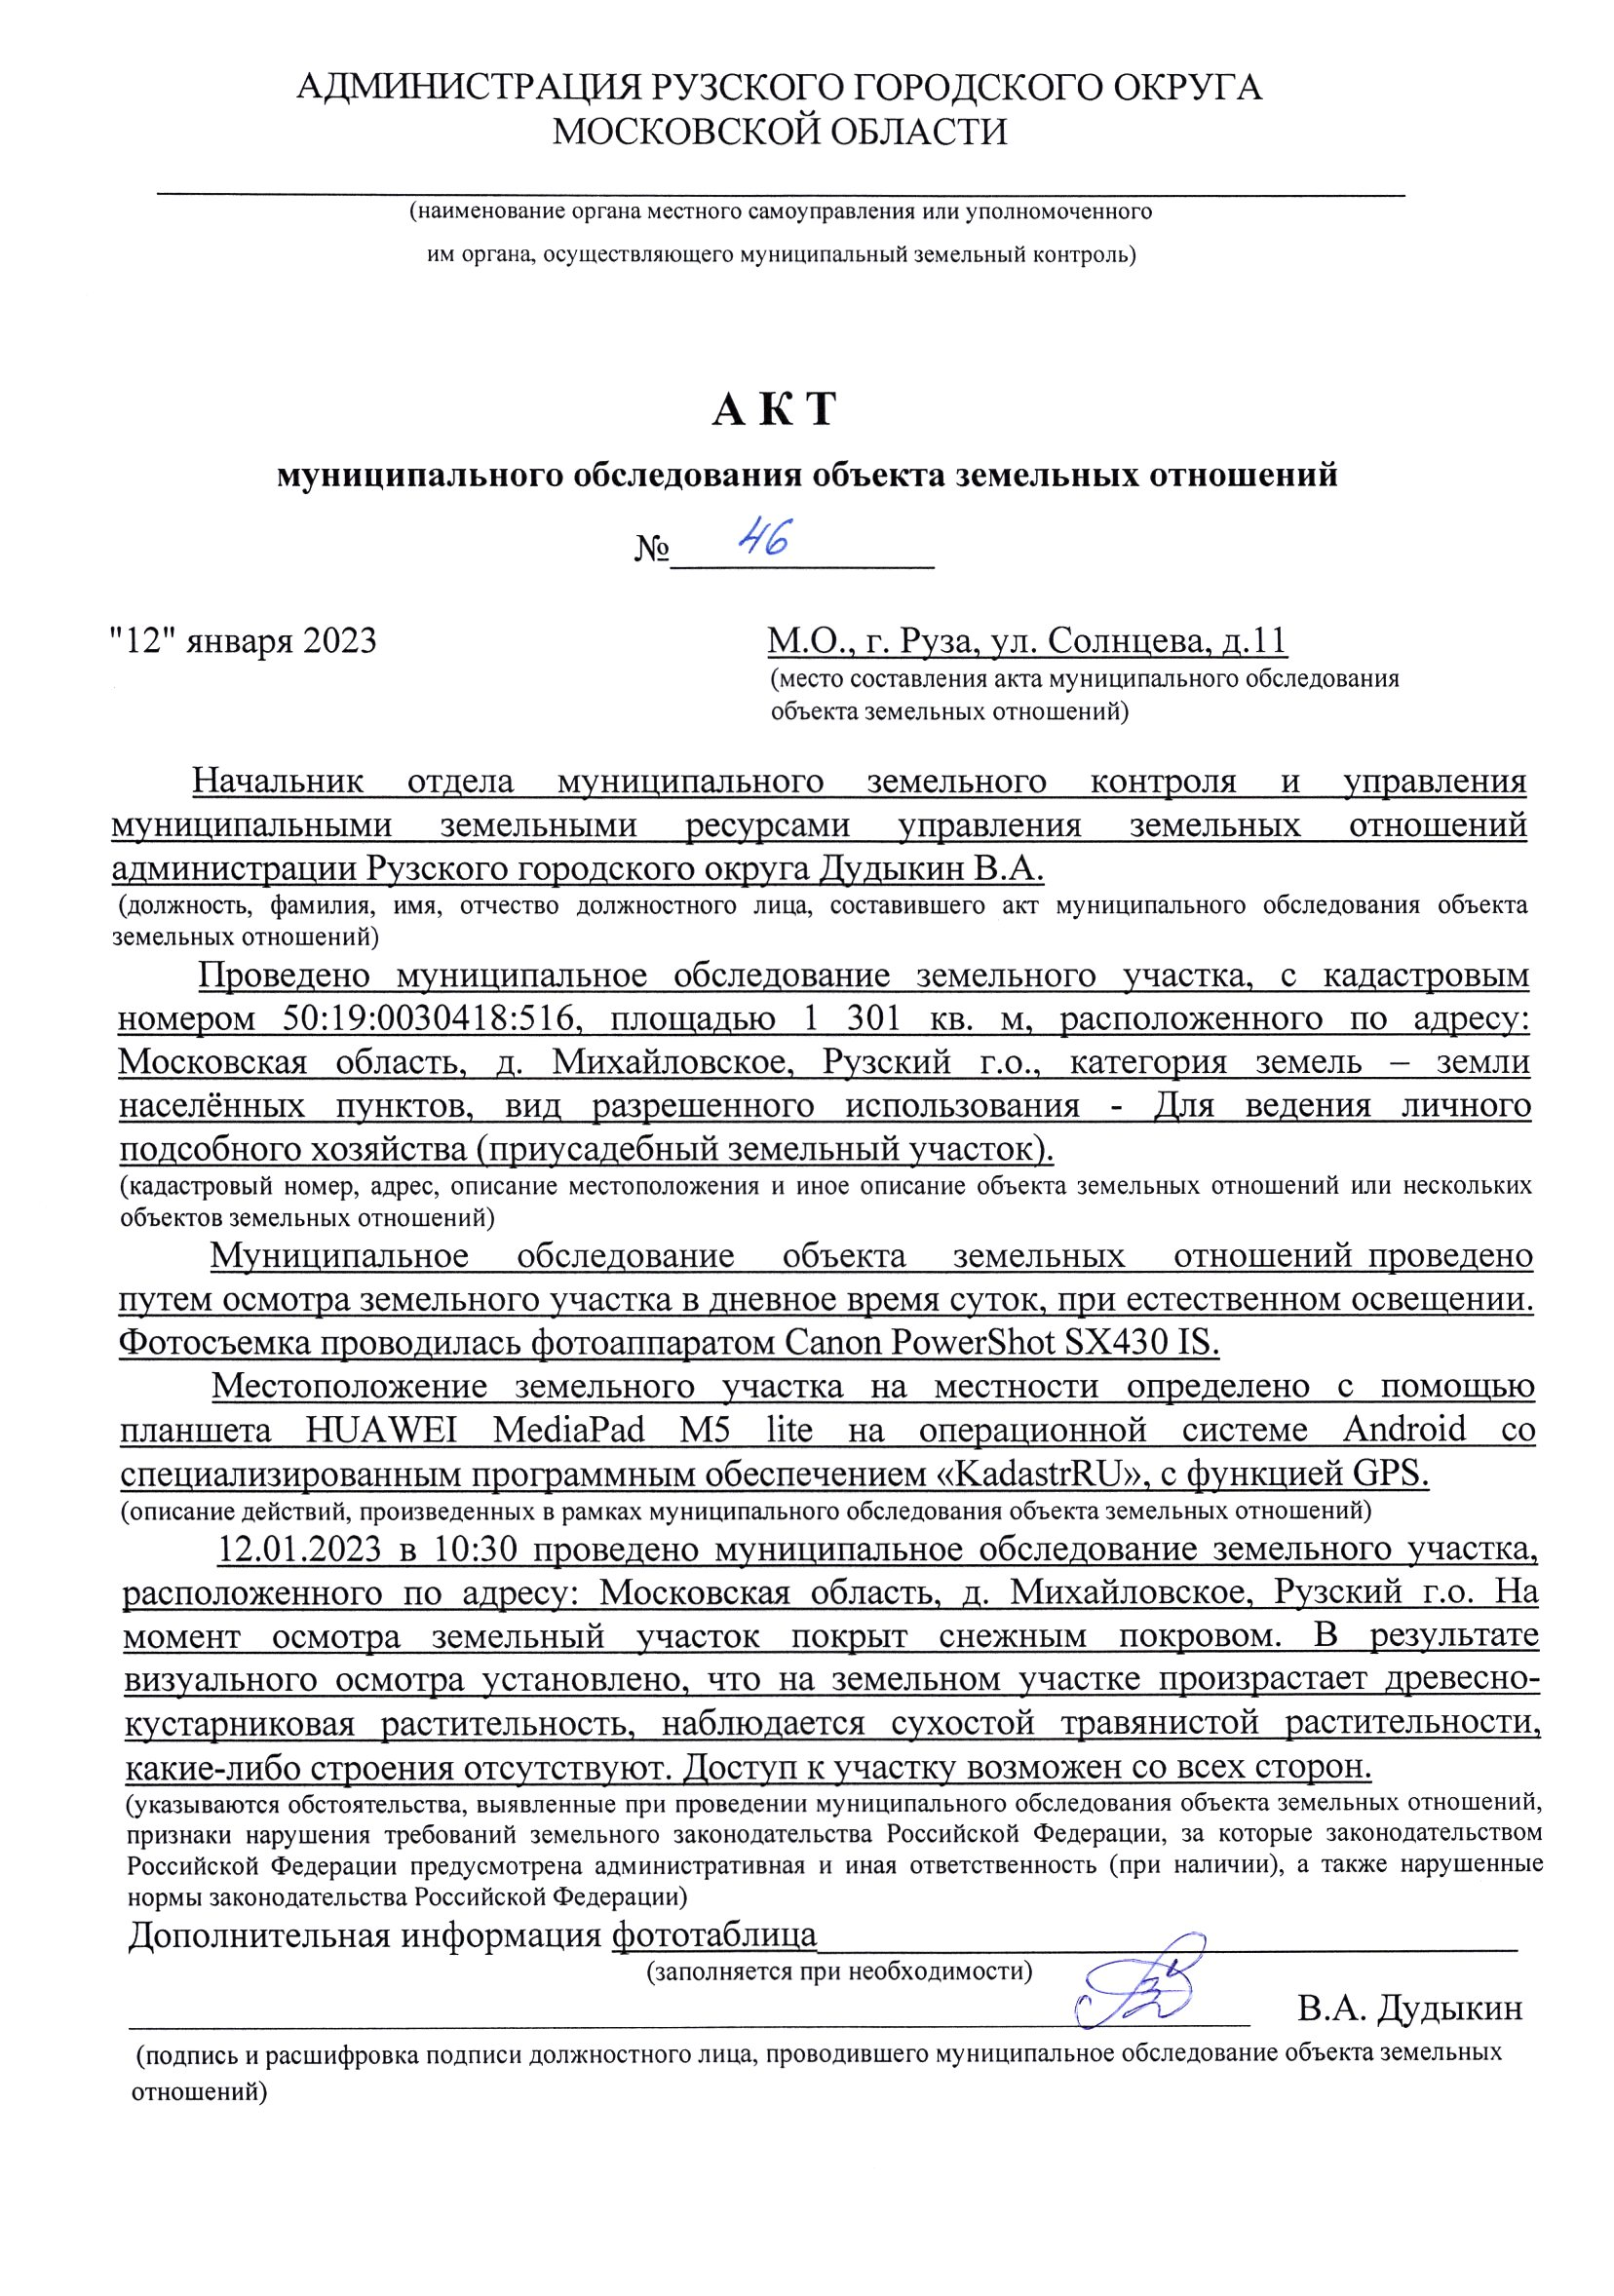 АДМИНИСТРАЦИЯ РУЗСКОГО ГОРОДСКОГО ОКРУГА
МОСКОВСКОЙ ОБЛАСТИ
(наименование органа местного самоуправления или уполномоченного
им органа, осуществляющего муниципальный земельный контроль)
А К Т
муниципального обследования объекта земельных отношений
№ 46
"12" января 2023
М.О., г. Руза, ул. Солнцева, д.11
(место составления акта муниципального обследования
объекта земельных отношений)
Начальник отдела муниципального земельного контроля и управления
муниципальными земельными ресурсами управления земельных отношений
администрации Рузского городского округа Дудыкин В.А.
(должность, фамилия, имя, отчество должностного лица, составившего акт муниципального обследования объекта
земельных отношений)
Проведено муниципальное обследование земельного участка, с кадастровым
номером 50:19:0030418:516, площадью 1 301 кв. м, расположенного по адресу:
Московская область, д. Михайловское, Рузский г.о., категория земель – земли
населённых пунктов, вид разрешенного использования - Для ведения личного
подсобного хозяйства (приусадебный земельный участок).
(кадастровый номер, адрес, описание местоположения и иное описание объекта земельных отношений или нескольких
объектов земельных отношений)
Муниципальное обследование объекта земельных отношений проведено
путем осмотра земельного участка в дневное время суток, при естественном освещении.
Фотосъемка проводилась фотоаппаратом Canon PowerShot SX430 IS.
Местоположение земельного участка на местности определено с помощью
планшета HUAWEI MediaPad M5 lite на операционной системе Android со
специализированным программным обеспечением «KadastrRU», с функцией GPS.
(описание действий, произведенных в рамках муниципального обследования объекта земельных отношений)
12.01.2023 в 10:30 проведено муниципальное обследование земельного участка,
расположенного по адресу: Московская область, д. Михайловское, Рузский г.о. На
момент осмотра земельный участок покрыт снежным покровом. В результате
визуального осмотра установлено, что на земельном участке произрастает древесно-
кустарниковая растительность, наблюдается сухостой травянистой растительности,
какие-либо строения отсутствуют. Доступ к участку возможен со всех сторон.
(указываются обстоятельства, выявленные при проведении муниципального обследования объекта земельных отношений,
признаки нарушения требований земельного законодательства Российской Федерации, за которые законодательством
Российской Федерации предусмотрена административная и иная ответственность (при наличии), а также нарушенные
нормы законодательства Российской Федерации)
Дополнительная информация фототаблица
(заполняется при необходимости)
В.А. Дудыкин
(подпись и расшифровка подписи должностного лица, проводившего муниципальное обследование объекта земельных
отношений)